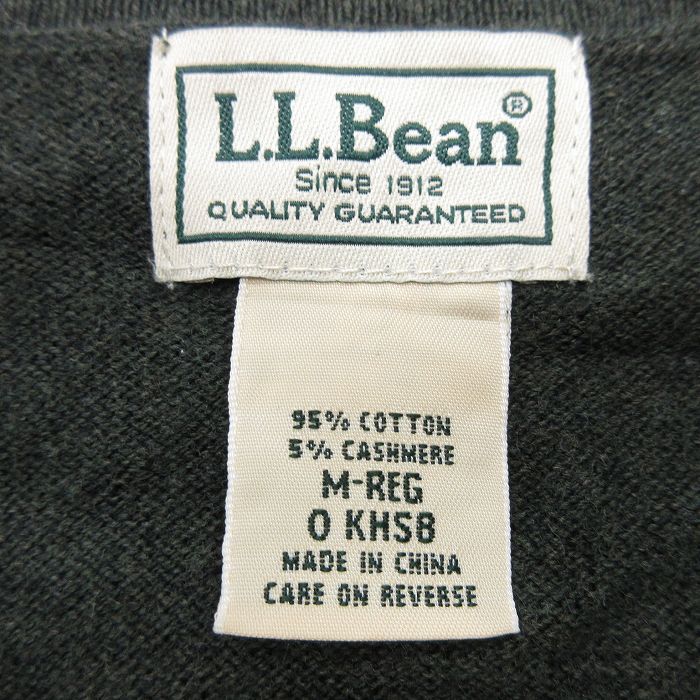 L.L.Bean®
Since 1912
QUALITY GUARANTEED
95% COTTON
5% CASHMERE
M-REG
0 KHS8
MADE IN CHINA
CARE ON REVERSE